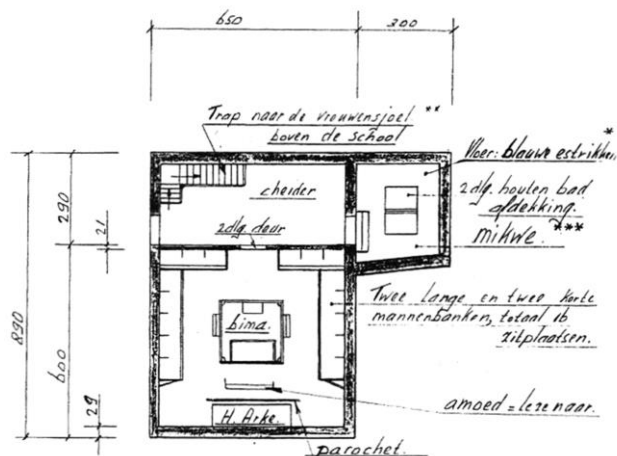 650
300
Trap naar de vrouwensjoel **
boven de school
*
Vloer: blauwe estrikken
cheider
2dlg. houten bad
afdekking.
***
mikwe.
2dlg. deur
290
21
890
600
29
bima.
Twee lange en twee korte
mannenbanken, totaal 16
zitplaatsen.
amoed = lezenaar.
H. Arke.
parochet.